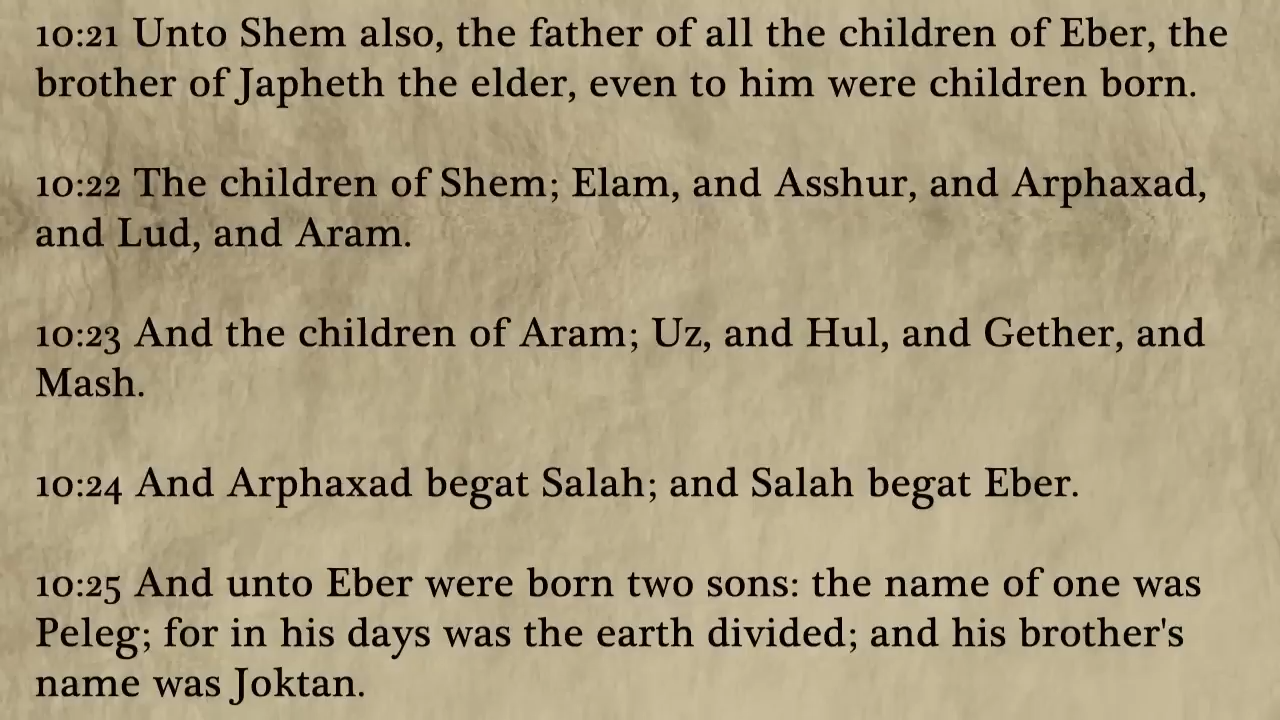 10:21 Unto Shem also, the father of all the children of Eber, the
brother of Japheth the elder, even to him were children born.
10:22 The children of Shem; Elam, and Asshur, and Arphaxad,
and Lud, and Aram.
10:23 And the children of Aram; Uz, and Hul, and Gether, and
Mash.
10:24 And Arphaxad begat Salah; and Salah begat Eber.
10:25 And unto Eber were born two sons: the name of one was
Peleg; for in his days was the earth divided; and his brother's
name was Joktan.